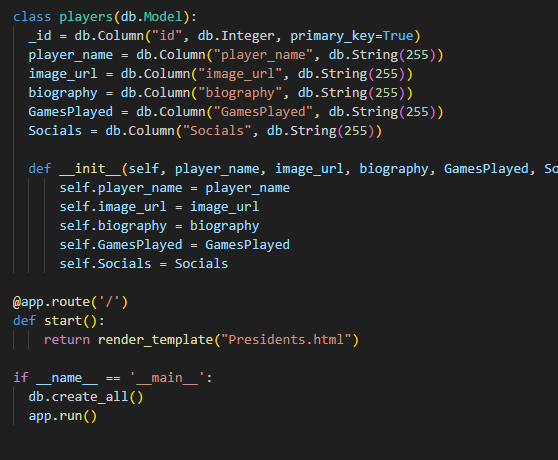 class players(db.Model):
_id = db.Column("id", db.Integer, primary_key=True)
player_name = db.Column("player_name", db.String(255))
image_url = db.Column("image_url", db.String(255))
biography = db.Column("biography", db.String(255))
GamesPlayed = db.Column("GamesPlayed", db.String(255))
Socials = db.Column("Socials", db.String(255))
def __init__(self, player_name, image_url, biography, GamesPlayed, So
self.player_name = player_name
self.image_url = image_url
self.biography = biography
self.GamesPlayed = GamesPlayed
self.Socials = Socials
@app.route('/')
def start():
return render_template("Presidents.html")
if __name__ == '__main__':
db.create_all()
app.run()